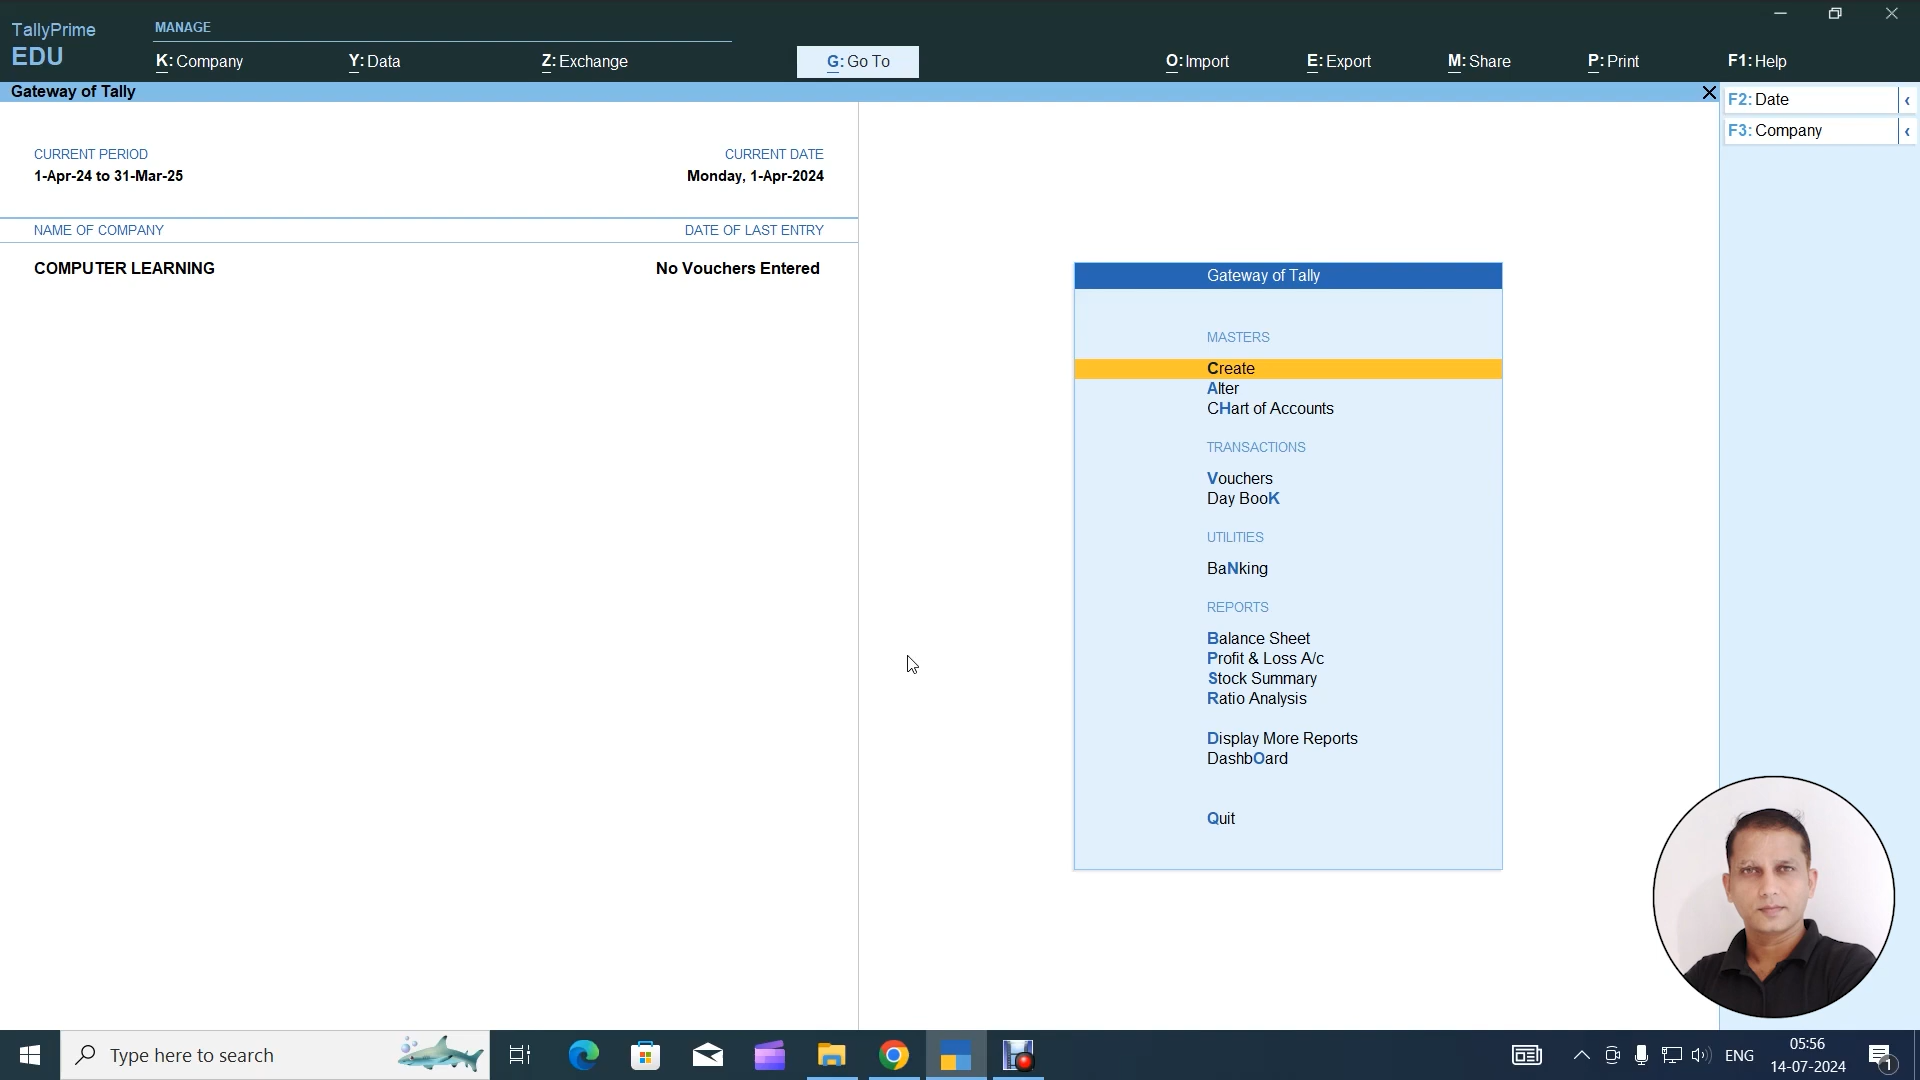 TallyPrime
EDU
MANAGE
K: Company
Y: Data
Z: Exchange
G: Go To
O: Import
E: Export
M: Share
P: Print
F1: Help
Gateway of Tally
F2: Date
F3: Company
CURRENT PERIOD
CURRENT DATE
1-Apr-24 to 31-Mar-25
Monday, 1-Apr-2024
NAME OF COMPANY
DATE OF LAST ENTRY
COMPUTER LEARNING
No Vouchers Entered
Gateway of Tally
MASTERS
Create
Alter
CHart of Accounts
TRANSACTIONS
Vouchers
Day BooK
UTILITIES
BaNking
REPORTS
Balance Sheet
Profit & Loss A/c
Stock Summary
Ratio Analysis
Display More Reports
DashbOard
Quit
Type here to search
ENG
05:56
14-07-2024
1